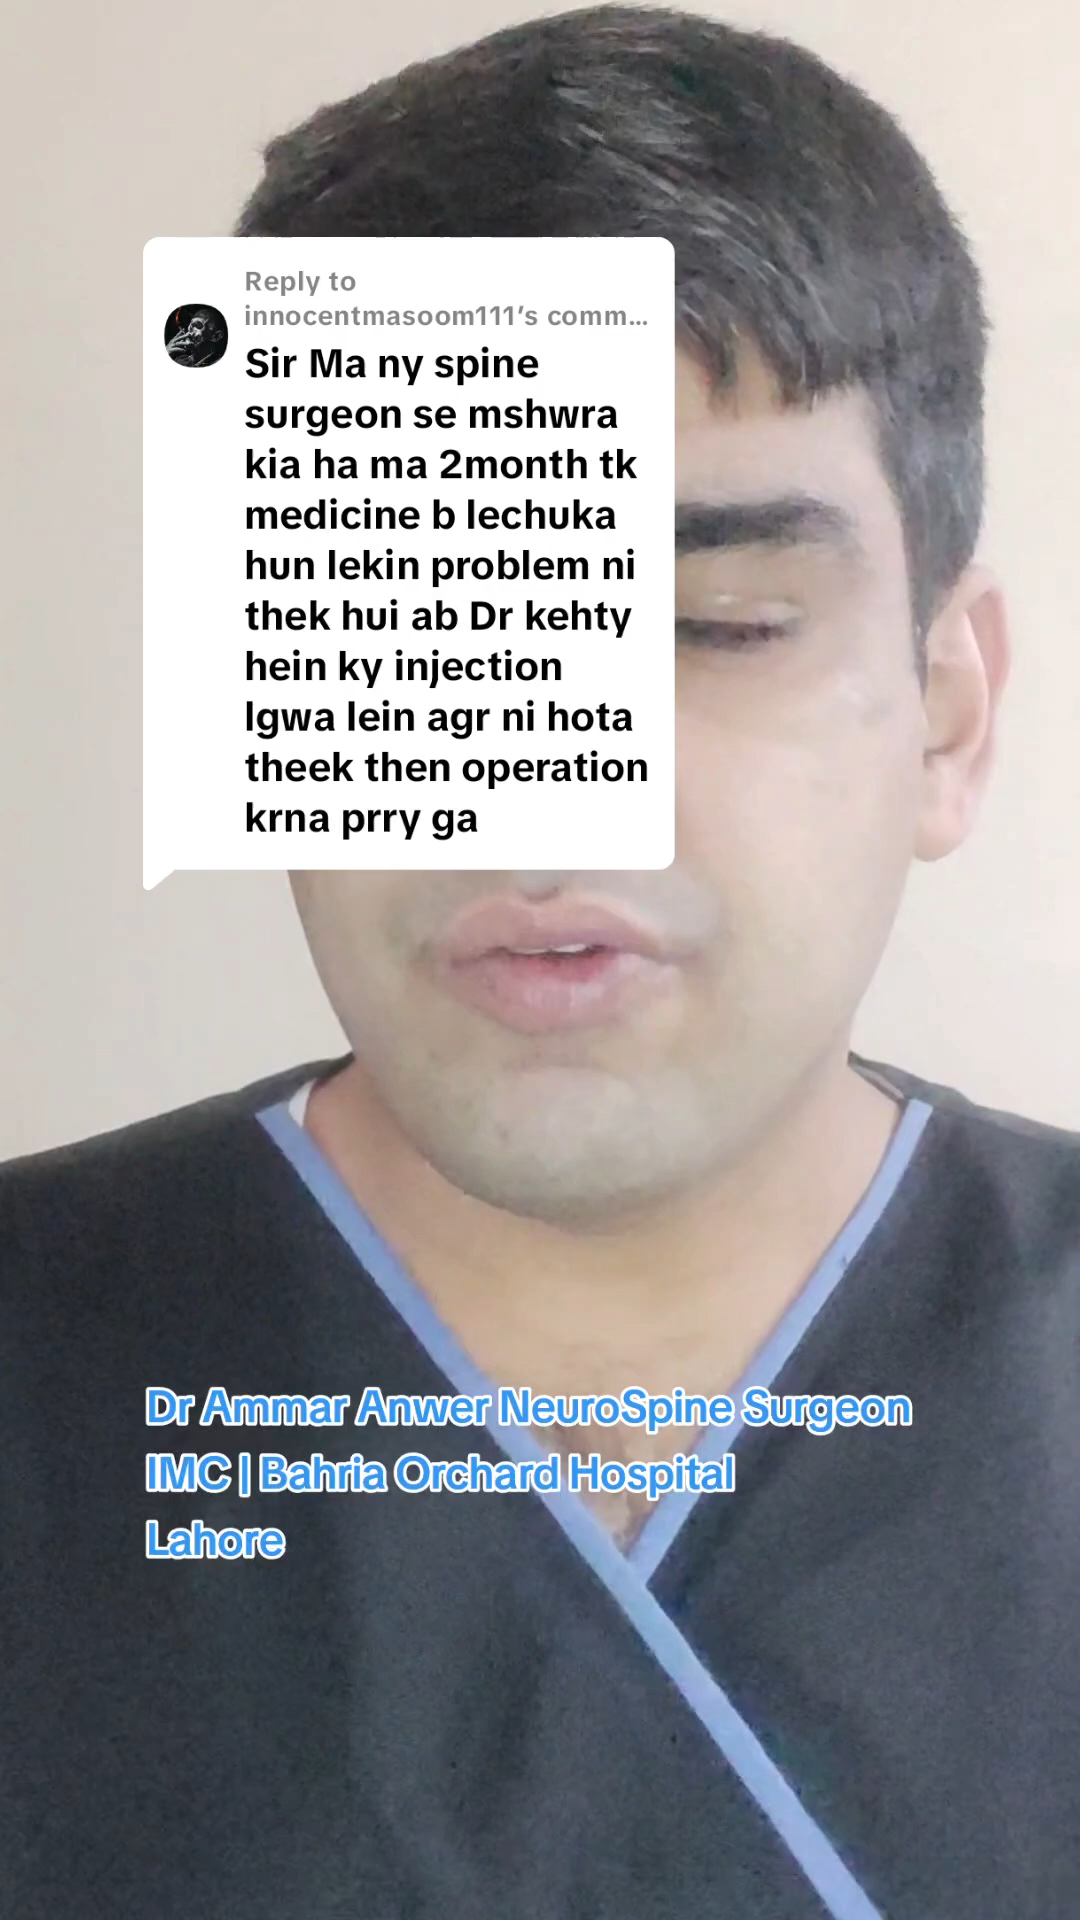 Reply to
innocentmasoom111's comm...
Sir Ma ny spine
surgeon se mshwra
kia ha ma 2month tk
medicine b lechuka
hun lekin problem ni
thek hui ab Dr kehty
hein ky injection
lgwa lein agr ni hota
theek then operation
krna prry ga
Dr Ammar Anwer NeuroSpine Surgeon
IMC | Bahria Orchard Hospital
Lahore